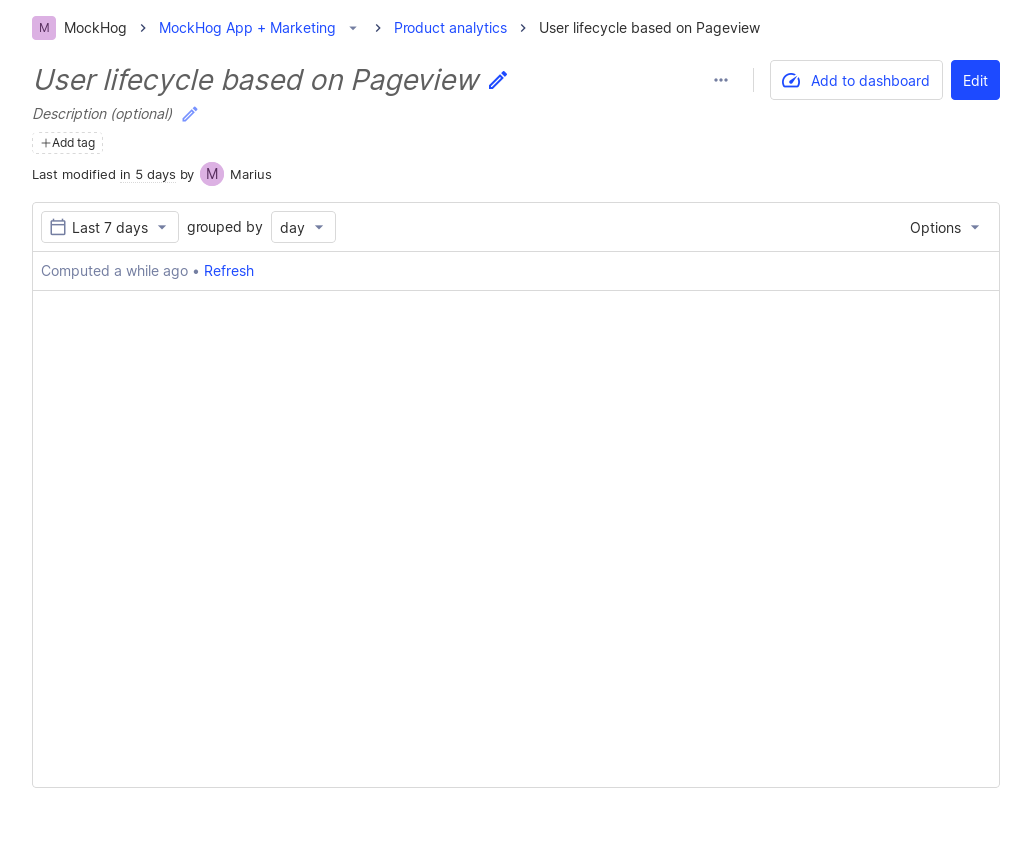 M MockHog MockHog App + Marketing Product analytics User lifecycle based on Pageview
User lifecycle based on Pageview
Add to dashboard Edit
Description (optional)
Add tag
Last modified in 5 days by M Marius
Last 7 days grouped by day Options
Computed a while ago • Refresh